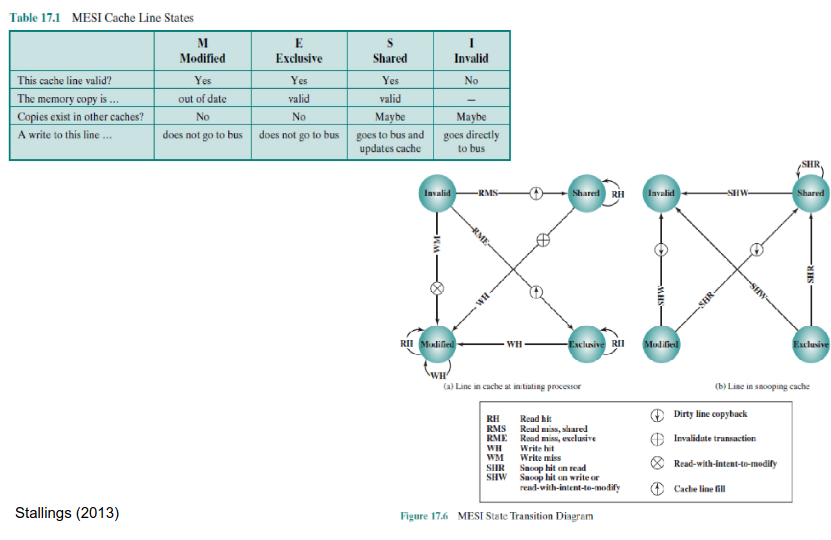 Table 17.1 MESI Cache Line States
M E S I
Modified Exclusive Shared Invalid
This cache line valid? Yes Yes Yes No
The memory copy is ... out of date valid valid —
Copies exist in other caches? No No Maybe Maybe
A write to this line ... does not go to bus does not go to bus goes to bus and goes directly
updates cache to bus
SHR
Invalid RMS Shared RH Invalid SHW Shared
WM RME
WH SHW SHR SHW SHR
RH Modified WH Exclusive RH Modified Exclusive
WH
(a) Line in cache at initiating processor (b) Line in snooping cache
RH Read hit Dirty line copyback
RMS Read miss, shared
RME Read miss, exclusive Invalidate transaction
WH Write hit
WM Write miss Read-with-intent-to-modify
SHR Snoop hit on read
SHW Snoop hit on write or Cache line fill
read-with-intent-to-modify
Stallings (2013)
Figure 17.6 MESI State Transition Diagram